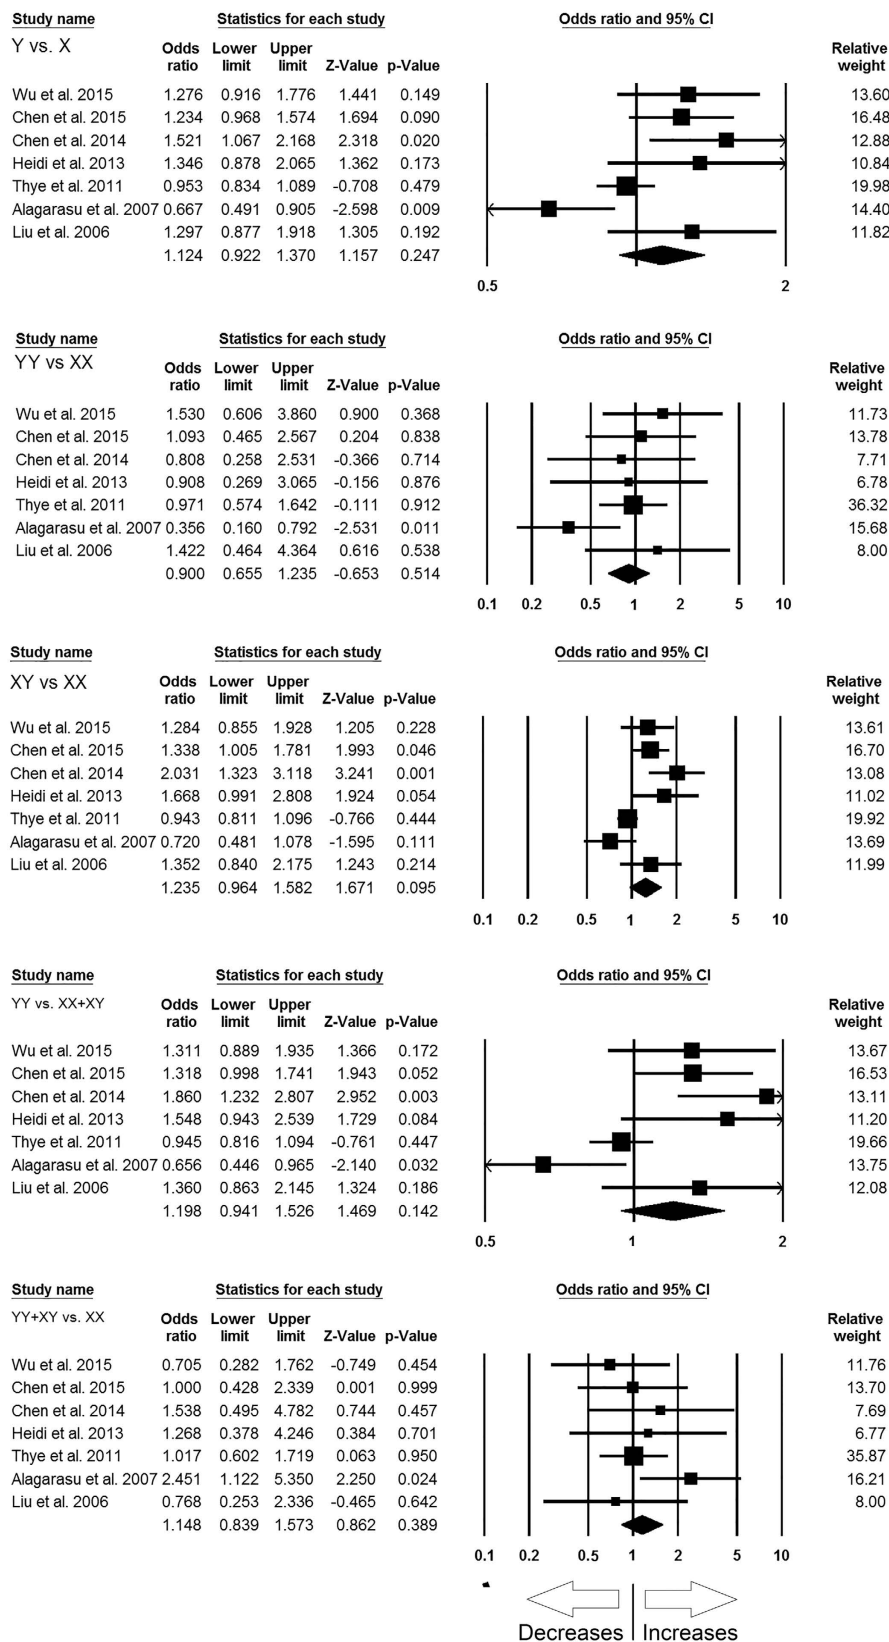 Study name Statistics for each study Odds ratio and 95% CI
Y vs. X Odds Lower Upper Relative
ratio limit limit Z-Value p-Value weight
Wu et al. 2015 1.276 0.916 1.776 1.441 0.149 13.60
Chen et al. 2015 1.234 0.968 1.574 1.694 0.090 16.48
Chen et al. 2014 1.521 1.067 2.168 2.318 0.020 12.88
Heidi et al. 2013 1.346 0.878 2.065 1.362 0.173 10.84
Thye et al. 2011 0.953 0.834 1.089 -0.708 0.479 19.98
Alagarasu et al. 2007 0.667 0.491 0.905 -2.598 0.009 14.40
Liu et al. 2006 1.297 0.877 1.918 1.305 0.192 11.82
1.124 0.922 1.370 1.157 0.247
0.5 2
Study name Statistics for each study Odds ratio and 95% CI
YY vs XX Odds Lower Upper Relative
ratio limit limit Z-Value p-Value weight
Wu et al. 2015 1.530 0.606 3.860 0.900 0.368 11.73
Chen et al. 2015 1.093 0.465 2.567 0.204 0.838 13.78
Chen et al. 2014 0.808 0.258 2.531 -0.366 0.714 7.71
Heidi et al. 2013 0.908 0.269 3.065 -0.156 0.876 6.78
Thye et al. 2011 0.971 0.574 1.642 -0.111 0.912 36.32
Alagarasu et al. 2007 0.356 0.160 0.792 -2.531 0.011 15.68
Liu et al. 2006 1.422 0.464 4.364 0.616 0.538 8.00
0.900 0.655 1.235 -0.653 0.514
0.1 0.2 0.5 1 2 5 10
Study name Statistics for each study Odds ratio and 95% CI
XY vs XX Odds Lower Upper Relative
ratio limit limit Z-Value p-Value weight
Wu et al. 2015 1.284 0.855 1.928 1.205 0.228 13.61
Chen et al. 2015 1.338 1.005 1.781 1.993 0.046 16.70
Chen et al. 2014 2.031 1.323 3.118 3.241 0.001 13.08
Heidi et al. 2013 1.668 0.991 2.808 1.924 0.054 11.02
Thye et al. 2011 0.943 0.811 1.096 -0.766 0.444 19.92
Alagarasu et al. 2007 0.720 0.481 1.078 -1.595 0.111 13.69
Liu et al. 2006 1.352 0.840 2.175 1.243 0.214 11.99
1.235 0.964 1.582 1.671 0.095
0.1 0.2 0.5 1 2 5 10
Study name Statistics for each study Odds ratio and 95% CI
YY vs. XX+XY Odds Lower Upper Relative
ratio limit limit Z-Value p-Value weight
Wu et al. 2015 1.311 0.889 1.935 1.366 0.172 13.67
Chen et al. 2015 1.318 0.998 1.741 1.943 0.052 16.53
Chen et al. 2014 1.860 1.232 2.807 2.952 0.003 13.11
Heidi et al. 2013 1.548 0.943 2.539 1.729 0.084 11.20
Thye et al. 2011 0.945 0.816 1.094 -0.761 0.447 19.66
Alagarasu et al. 2007 0.656 0.446 0.965 -2.140 0.032 13.75
Liu et al. 2006 1.360 0.863 2.145 1.324 0.186 12.08
1.198 0.941 1.526 1.469 0.142
0.5 1 2
Study name Statistics for each study Odds ratio and 95% CI
YY+XY vs. XX Odds Lower Upper Relative
ratio limit limit Z-Value p-Value weight
Wu et al. 2015 0.705 0.282 1.762 -0.749 0.454 11.76
Chen et al. 2015 1.000 0.428 2.339 0.001 0.999 13.70
Chen et al. 2014 1.538 0.495 4.782 0.744 0.457 7.69
Heidi et al. 2013 1.268 0.378 4.246 0.384 0.701 6.77
Thye et al. 2011 1.017 0.602 1.719 0.063 0.950 35.87
Alagarasu et al. 2007 2.451 1.122 5.350 2.250 0.024 16.21
Liu et al. 2006 0.768 0.253 2.336 -0.465 0.642 8.00
1.148 0.839 1.573 0.862 0.389
0.1 0.2 0.5 1 2 5 10
Decreases Increases